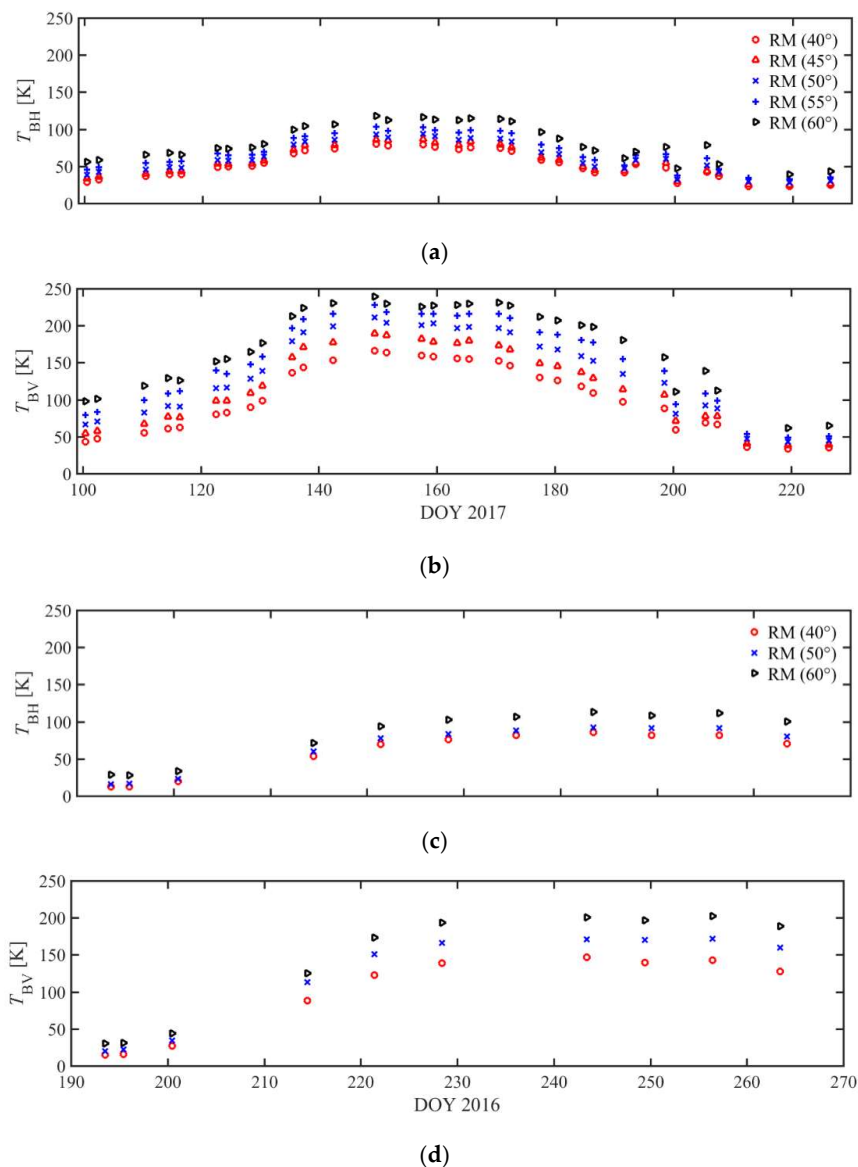 250
200
150
100
50
0
T_BH [K]
RM (40°)
RM (45°)
RM (50°)
RM (55°)
RM (60°)
(a)
250
200
150
100
50
0
T_BV [K]
100 120 140 160 180 200 220
DOY 2017
(b)
250
200
150
100
50
0
T_BH [K]
RM (40°)
RM (50°)
RM (60°)
(c)
250
200
150
100
50
0
T_BV [K]
190 200 210 220 230 240 250 260 270
DOY 2016
(d)